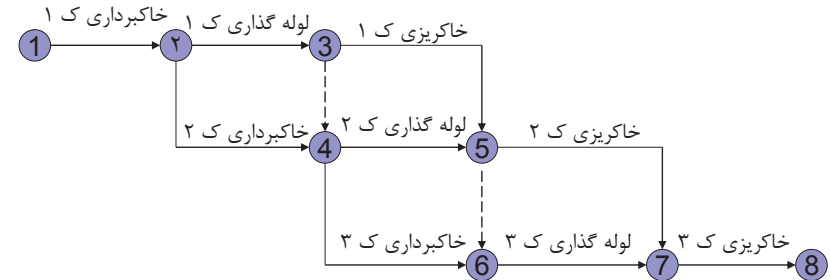 خاکبرداری ک ۱
لوله گذاری ک ۱
خاکریزی ک ۱
1
۲
3
خاکبرداری ک ۲
لوله گذاری ک ۲
خاکریزی ک ۲
4
5
خاکبرداری ک ۳
لوله گذاری ک ۳
خاکریزی ک ۳
6
7
8